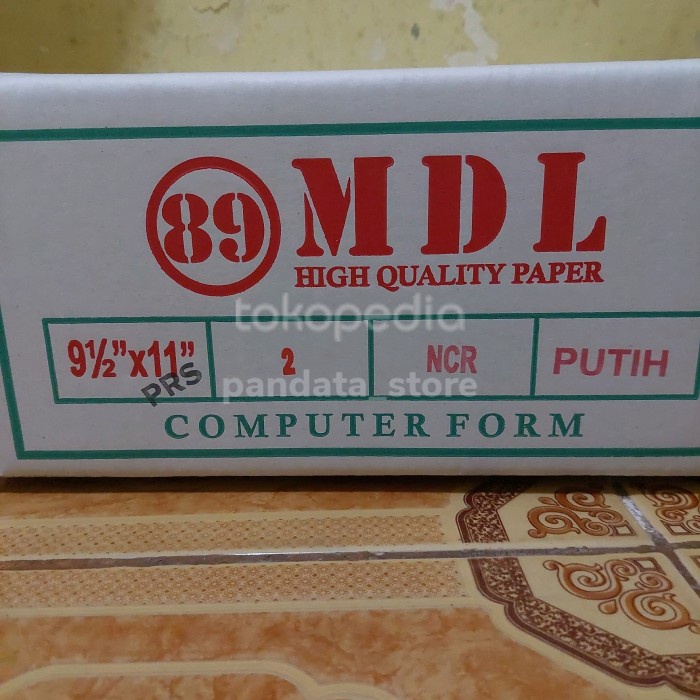 89 MDL
HIGH QUALITY PAPER
tokopedia
9½"x11" 2 NCR PUTIH
PRS
pandata_store
COMPUTER FORM